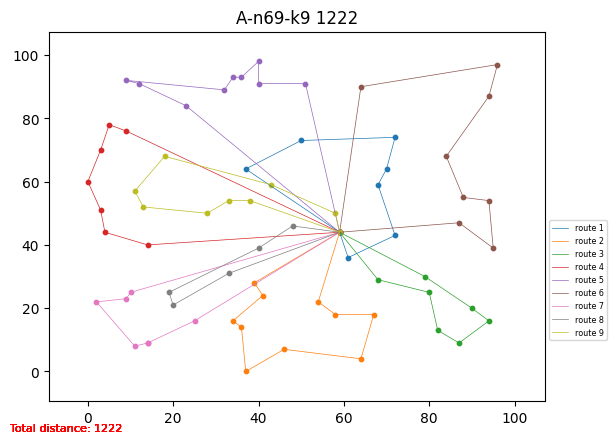 A-n69-k9 1222
100
80
60
40
20
0
0 20 40 60 80 100
route 1
route 2
route 3
route 4
route 5
route 6
route 7
route 8
route 9
Total distance: 1222